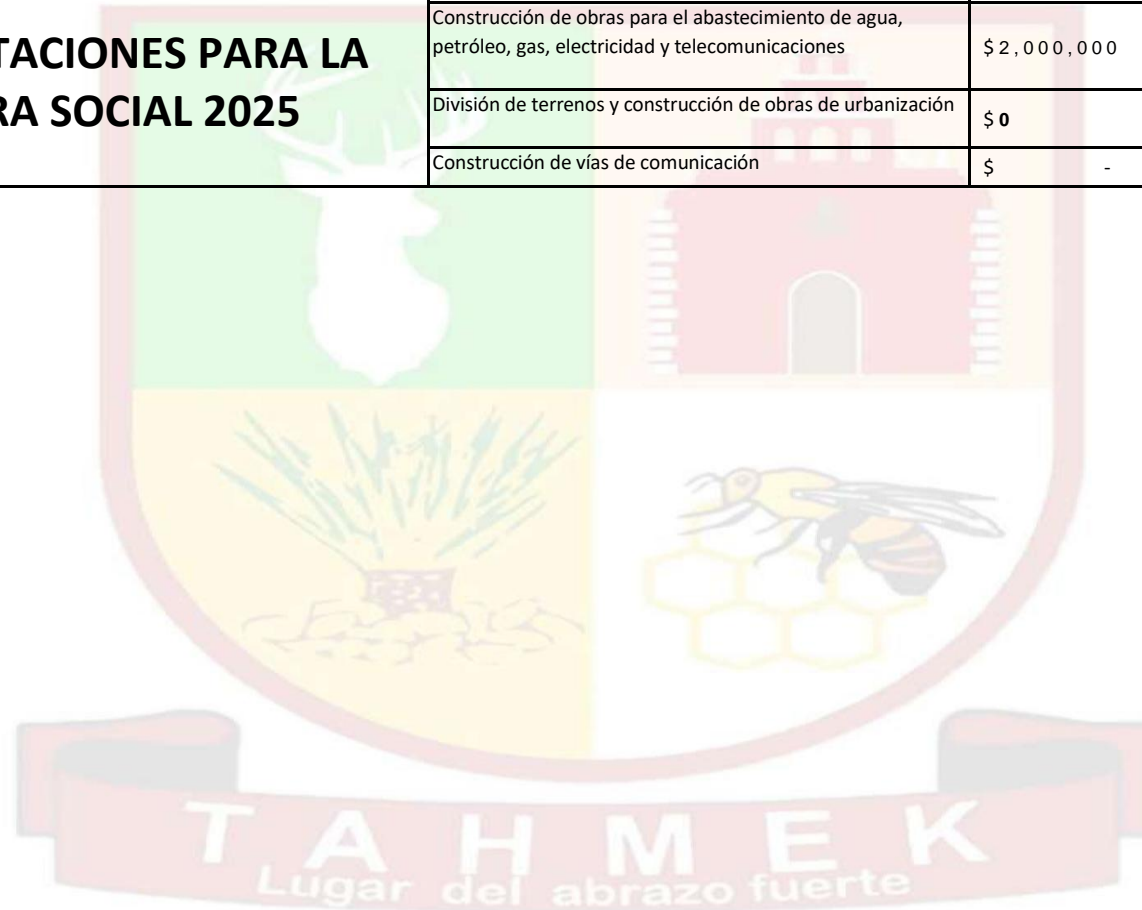 TACIONES PARA LA
RA SOCIAL 2025
Construcción de obras para el abastecimiento de agua,
petróleo, gas, electricidad y telecomunicaciones $2,000,000
División de terrenos y construcción de obras de urbanización $0
Construcción de vías de comunicación $ -
TAHMEK
Lugar del abrazo fuerte